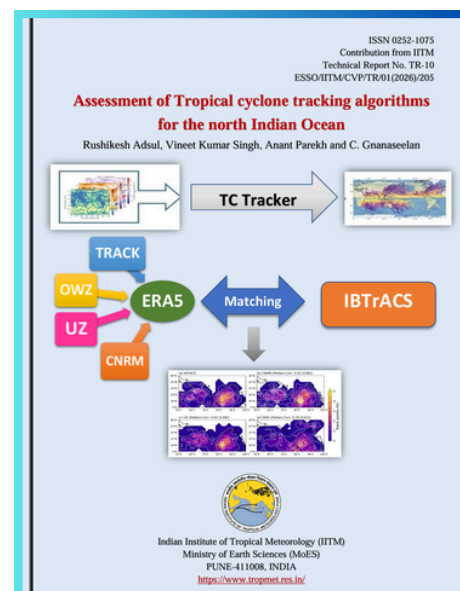 ISSN 0252-1075
Contribution from IITM
Technical Report No. TR-10
ESSO/IITM/CVP/TR/01(2026)/205
Assessment of Tropical cyclone tracking algorithms
for the north Indian Ocean
Rushikesh Adsul, Vineet Kumar Singh, Anant Parekh and C. Gnanaseelan
TC Tracker
TRACK
OWZ
ERA5
Matching
IBTrACS
UZ
CNRM
Indian Institute of Tropical Meteorology (IITM)
Ministry of Earth Sciences (MoES)
PUNE-411008, INDIA
https://www.tropmet.res.in/